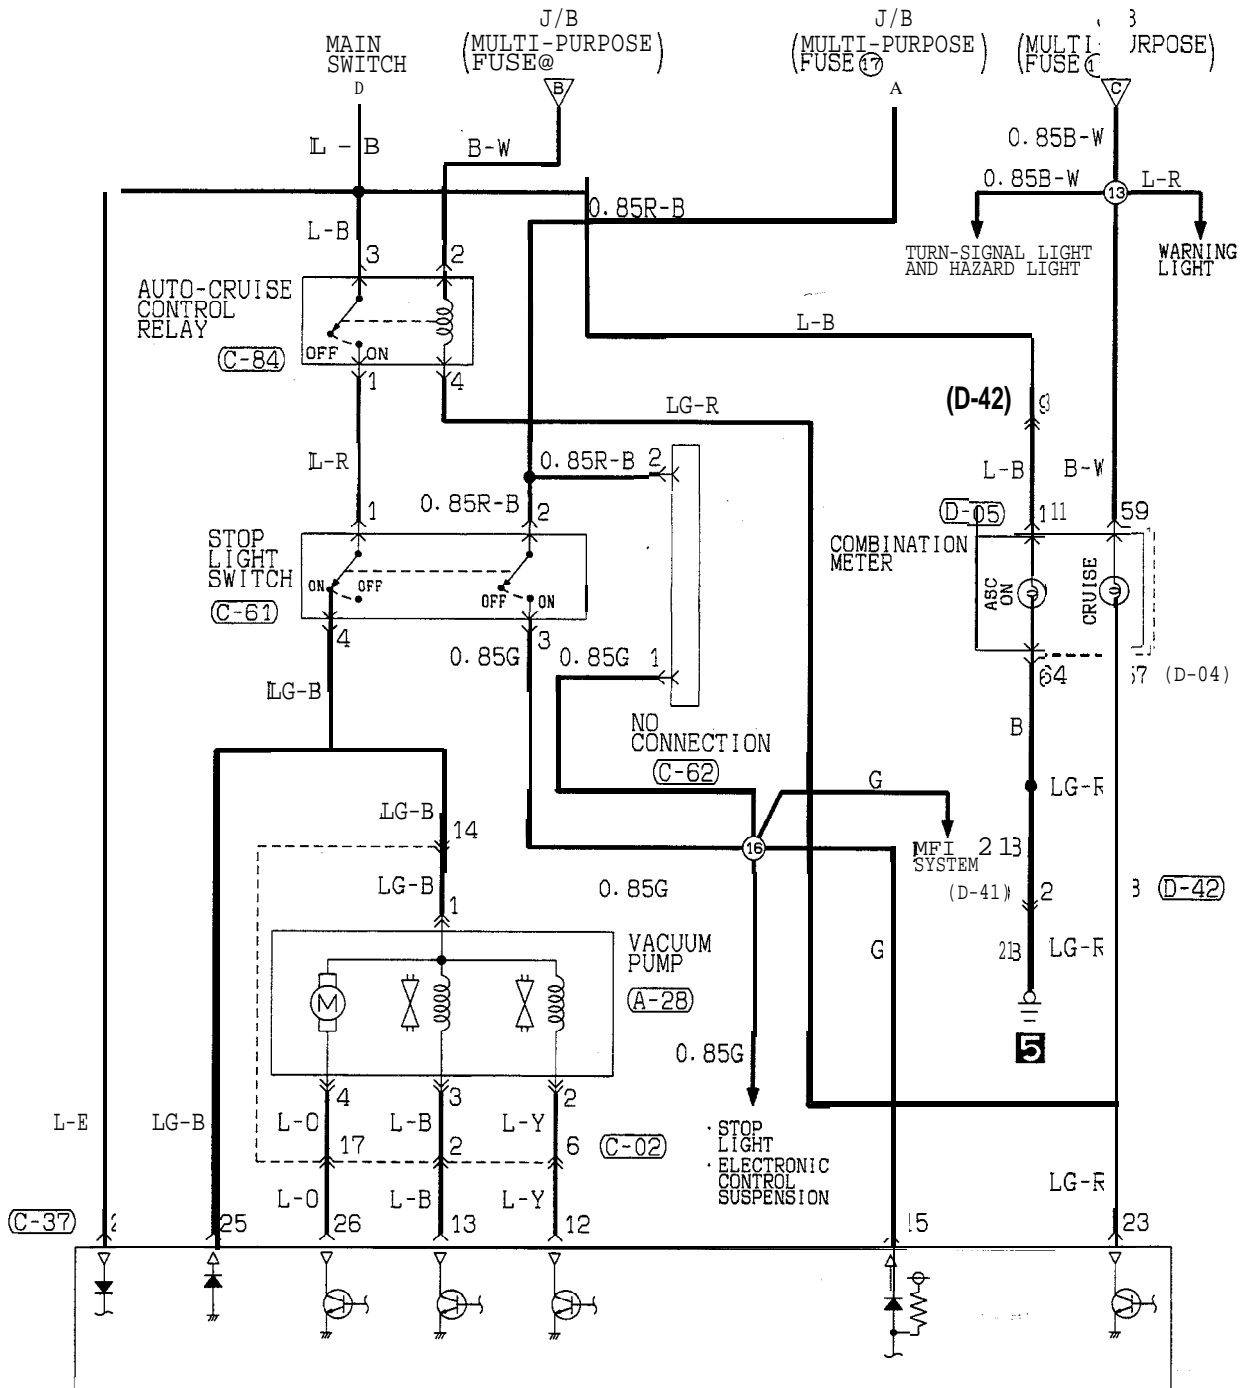 J/B
(MULTI-PURPOSE)
(FUSE@
J/B
(MULTI-PURPOSE)
(FUSE ⑰
(MULTI
URPOSE)
(FUSE
MAIN
SWITCH
D
B
A
C
L - B
B-W
0.85B-W
0.85B-W
13
L-R
0.85R-B
L-B
3
2
TURN-SIGNAL LIGHT
AND HAZARD LIGHT
WARNING
LIGHT
AUTO-CRUISE
CONTROL
RELAY
C-84
OFF
ON
L-B
1
4
LG-R
(D-42)
9
L-R
0.85R-B
2
L-B
B-W
0.85R-B
1
2
D-05
1
11
59
STOP
LIGHT
SWITCH
C-61
ON
OFF
OFF
ON
COMBINATION
METER
ASC
ON
CRUISE
4
3
0.85G
0.85G
1
64
57
(D-04)
LG-B
NO
CONNECTION
C-62
B
G
LG-R
LG-B
14
16
MFI
SYSTEM
2 13
LG-B
1
0.85G
(D-41)
2
D-42
VACUUM
PUMP
A-28
M
G
LG-R
5
0.85G
4
3
2
L-E
LG-B
L-O
L-B
L-Y
17
2
6
C-02
· STOP
LIGHT
· ELECTRONIC
CONTROL
SUSPENSION
L-O
L-B
L-Y
LG-R
C-37
25
26
13
12
15
23